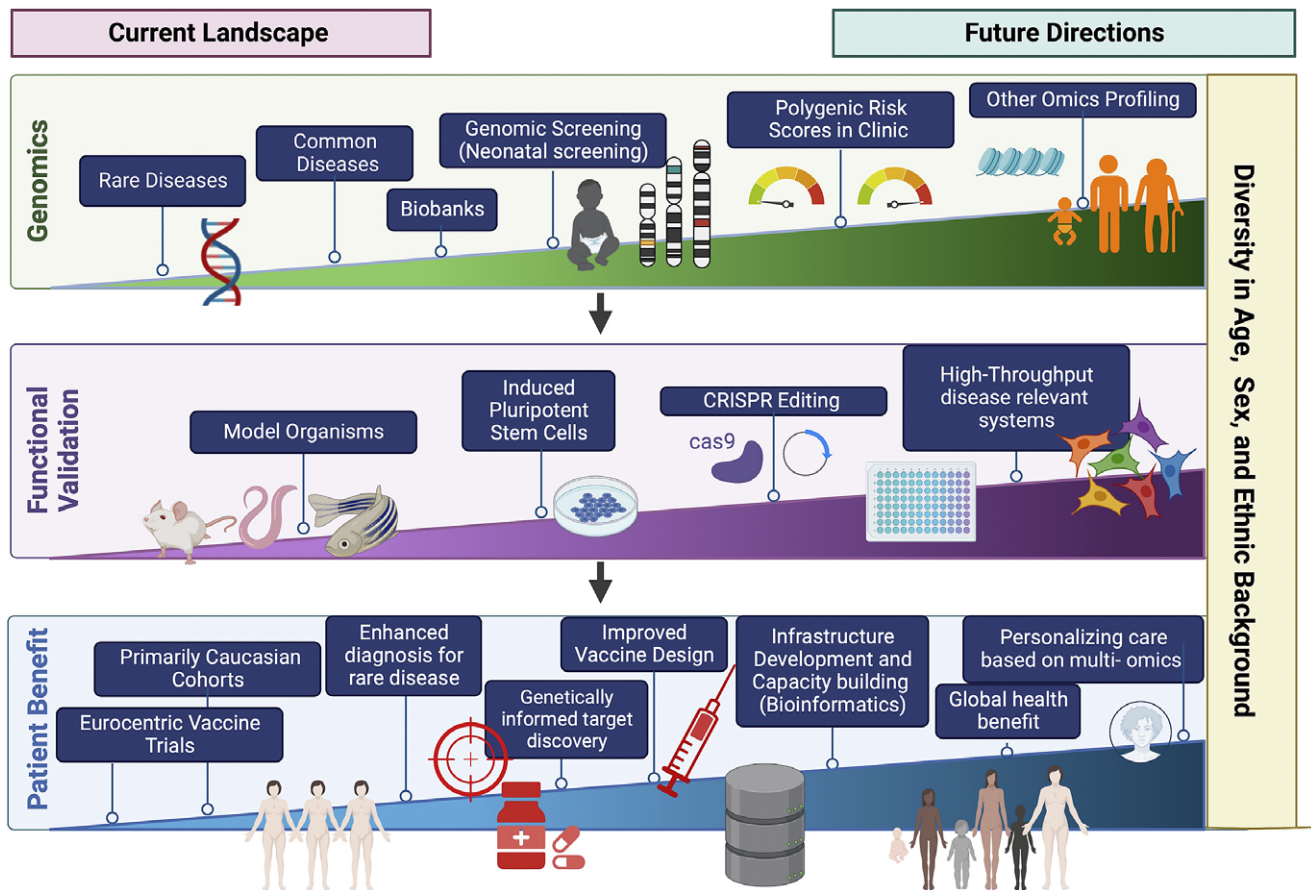 Current Landscape
Future Directions
Genomics
Rare Diseases
Common
Diseases
Biobanks
Genomic Screening
(Neonatal screening)
Polygenic Risk
Scores in Clinic
Other Omics Profiling
Functional
Validation
Model Organisms
Induced
Pluripotent
Stem Cells
CRISPR Editing
cas9
High-Throughput
disease relevant
systems
Patient Benefit
Primarily Caucasian
Cohorts
Eurocentric Vaccine
Trials
Enhanced
diagnosis for
rare disease
Genetically
informed target
discovery
Improved
Vaccine Design
Infrastructure
Development and
Capacity building
(Bioinformatics)
Personalizing care
based on multi- omics
Global health
benefit
Diversity in Age, Sex, and Ethnic Background